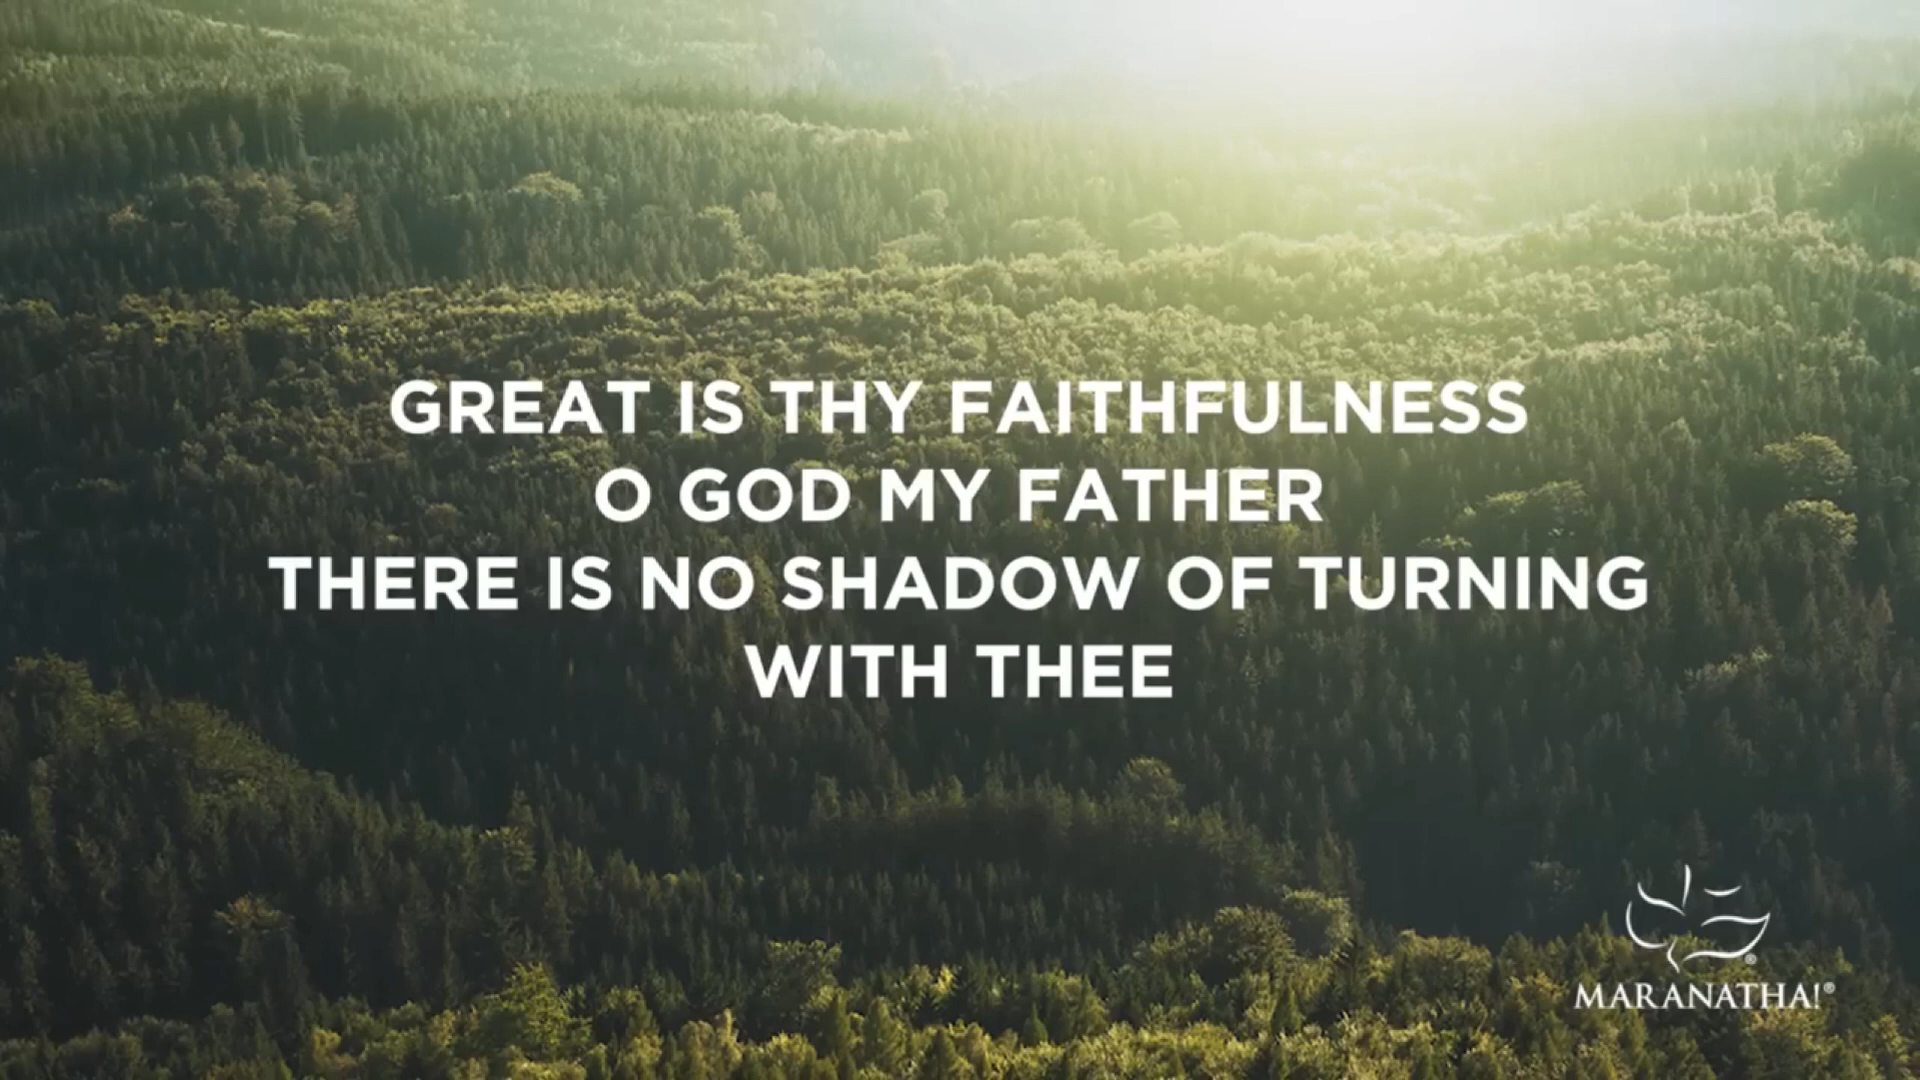 GREAT IS THY FAITHFULNESS
O GOD MY FATHER
THERE IS NO SHADOW OF TURNING
WITH THEE
MARANATHA!®